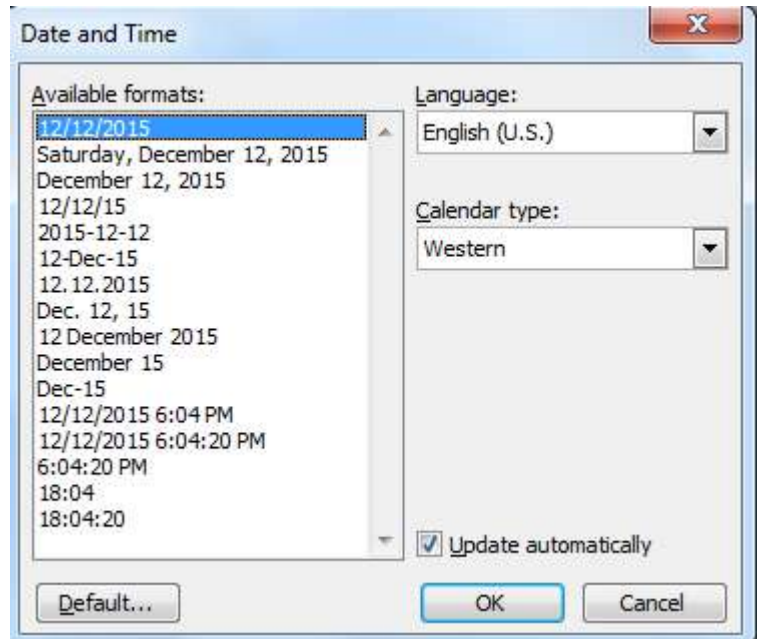 Date and Time
Available formats:
12/12/2015
Saturday, December 12, 2015
December 12, 2015
12/12/15
2015-12-12
12-Dec-15
12.12.2015
Dec. 12, 15
12 December 2015
December 15
Dec-15
12/12/2015 6:04 PM
12/12/2015 6:04:20 PM
6:04:20 PM
18:04
18:04:20
Language:
English (U.S.)
Calendar type:
Western
Update automatically
Default...
OK
Cancel